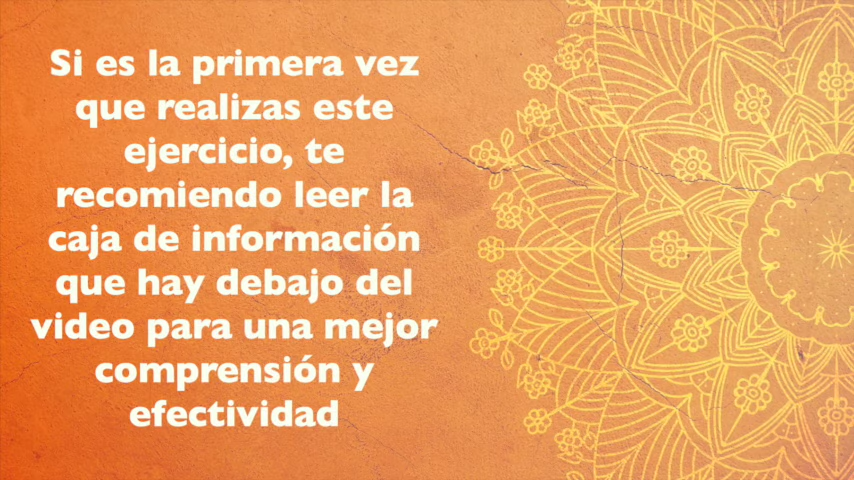 Si es la primera vez
que realizas este
ejercicio, te
recomiendo leer la
caja de información
que hay debajo del
video para una mejor
comprensión y
efectividad